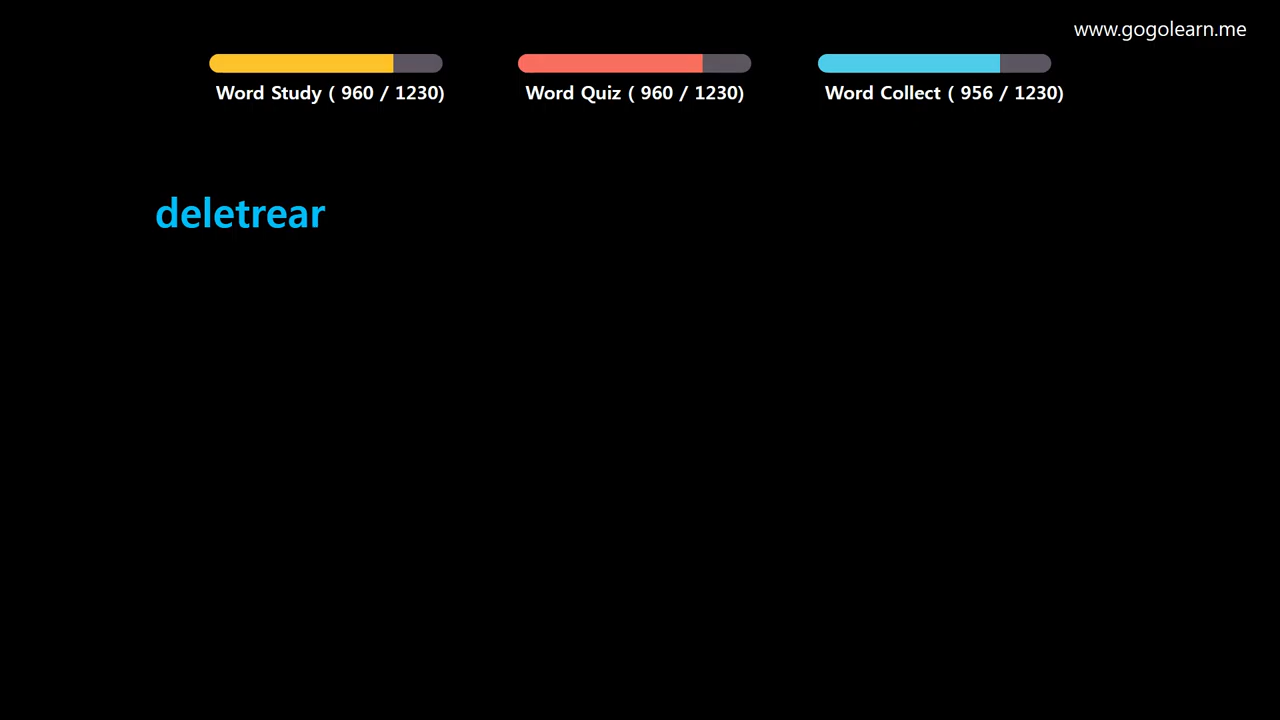 www.gogolearn.me
Word Study ( 960 / 1230)
Word Quiz ( 960 / 1230)
Word Collect ( 956 / 1230)
deletrear